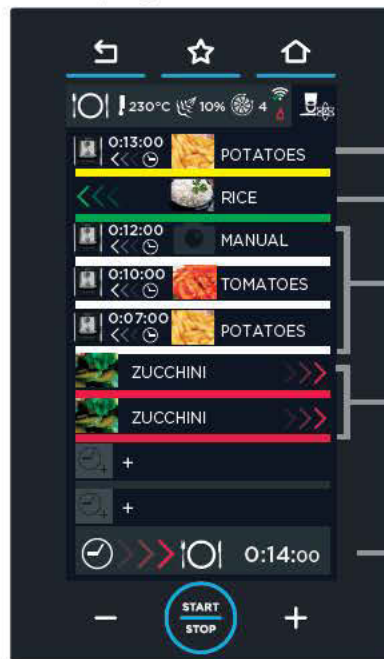 230°C 10% 4
0:13:00
POTATOES
RICE
0:12:00
MANUAL
0:10:00
TOMATOES
0:07:00
POTATOES
ZUCCHINI
ZUCCHINI
+
+
0:14:00
START
STOP